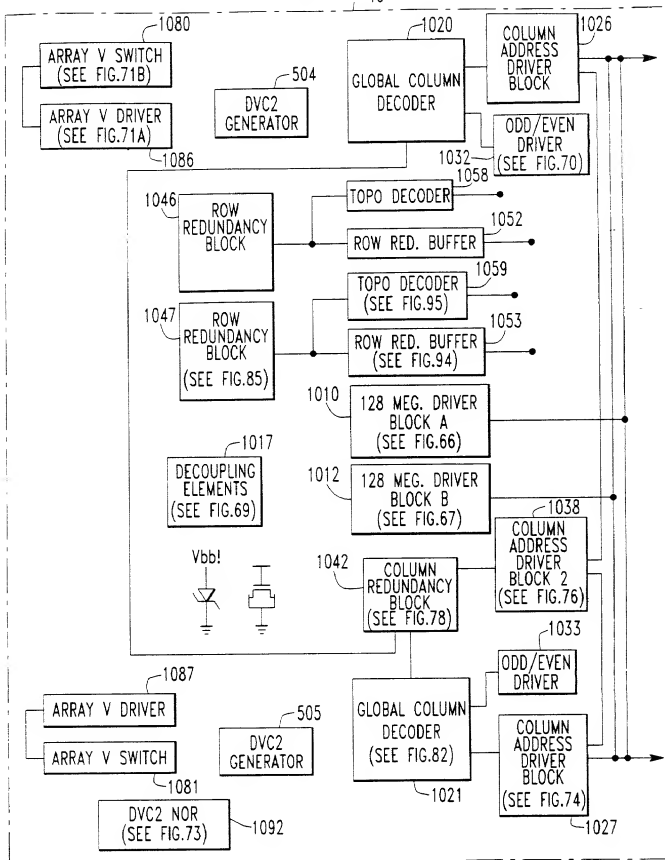 1080
ARRAY V SWITCH
(SEE FIG.71B)
ARRAY V DRIVER
(SEE FIG.71A)
1086
504
DVC2
GENERATOR
1020
GLOBAL COLUMN
DECODER
1026
COLUMN
ADDRESS
DRIVER
BLOCK
ODD/EVEN
DRIVER
(SEE FIG.70)
1032
1046
ROW
REDUNDANCY
BLOCK
1058
TOPO DECODER
1052
ROW RED. BUFFER
1047
ROW
REDUNDANCY
BLOCK
(SEE FIG.85)
1059
TOPO DECODER
(SEE FIG.95)
1053
ROW RED. BUFFER
(SEE FIG.94)
1010
128 MEG. DRIVER
BLOCK A
(SEE FIG.66)
1017
DECOUPLING
ELEMENTS
(SEE FIG.69)
1012
128 MEG. DRIVER
BLOCK B
(SEE FIG.67)
1038
COLUMN
ADDRESS
DRIVER
BLOCK 2
(SEE FIG.76)
Vbb!
1042
COLUMN
REDUNDANCY
BLOCK
(SEE FIG.78)
1033
ODD/EVEN
DRIVER
1087
ARRAY V DRIVER
ARRAY V SWITCH
1081
505
DVC2
GENERATOR
GLOBAL COLUMN
DECODER
(SEE FIG.82)
1021
COLUMN
ADDRESS
DRIVER
BLOCK
(SEE FIG.74)
1027
DVC2 NOR
(SEE FIG.73)
1092